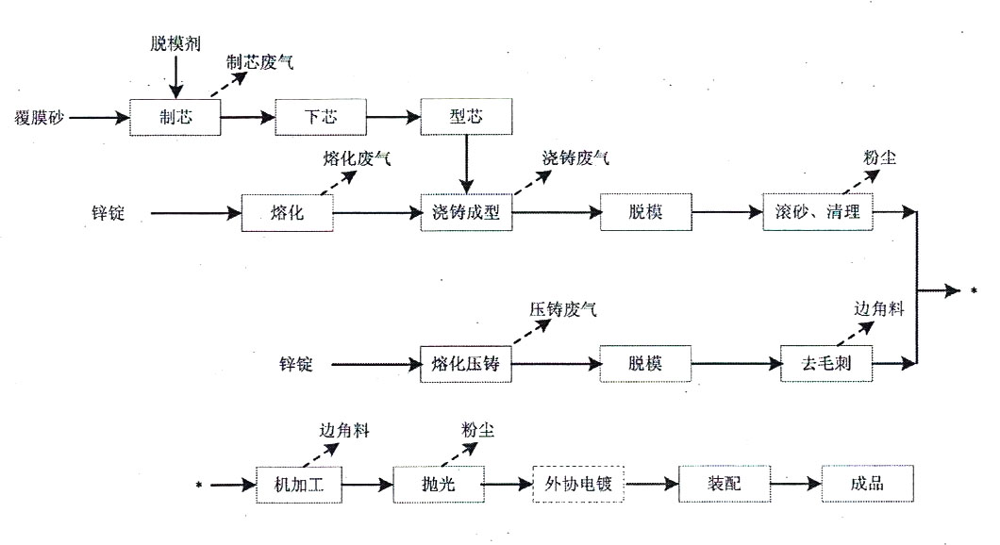 脱模剂
制芯废气
覆膜砂
制芯
下芯
型芯
熔化废气
浇铸废气
粉尘
锌锭
熔化
浇铸成型
脱模
滚砂、清理
*
压铸废气
边角料
锌锭
熔化压铸
脱模
去毛刺
边角料
粉尘
*
机加工
抛光
外协电镀
装配
成品